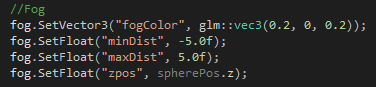 //Fog
fog.SetVector3("fogColor", glm::vec3(0.2, 0, 0.2));
fog.SetFloat("minDist", -5.0f);
fog.SetFloat("maxDist", 5.0f);
fog.SetFloat("zpos", spherePos.z);